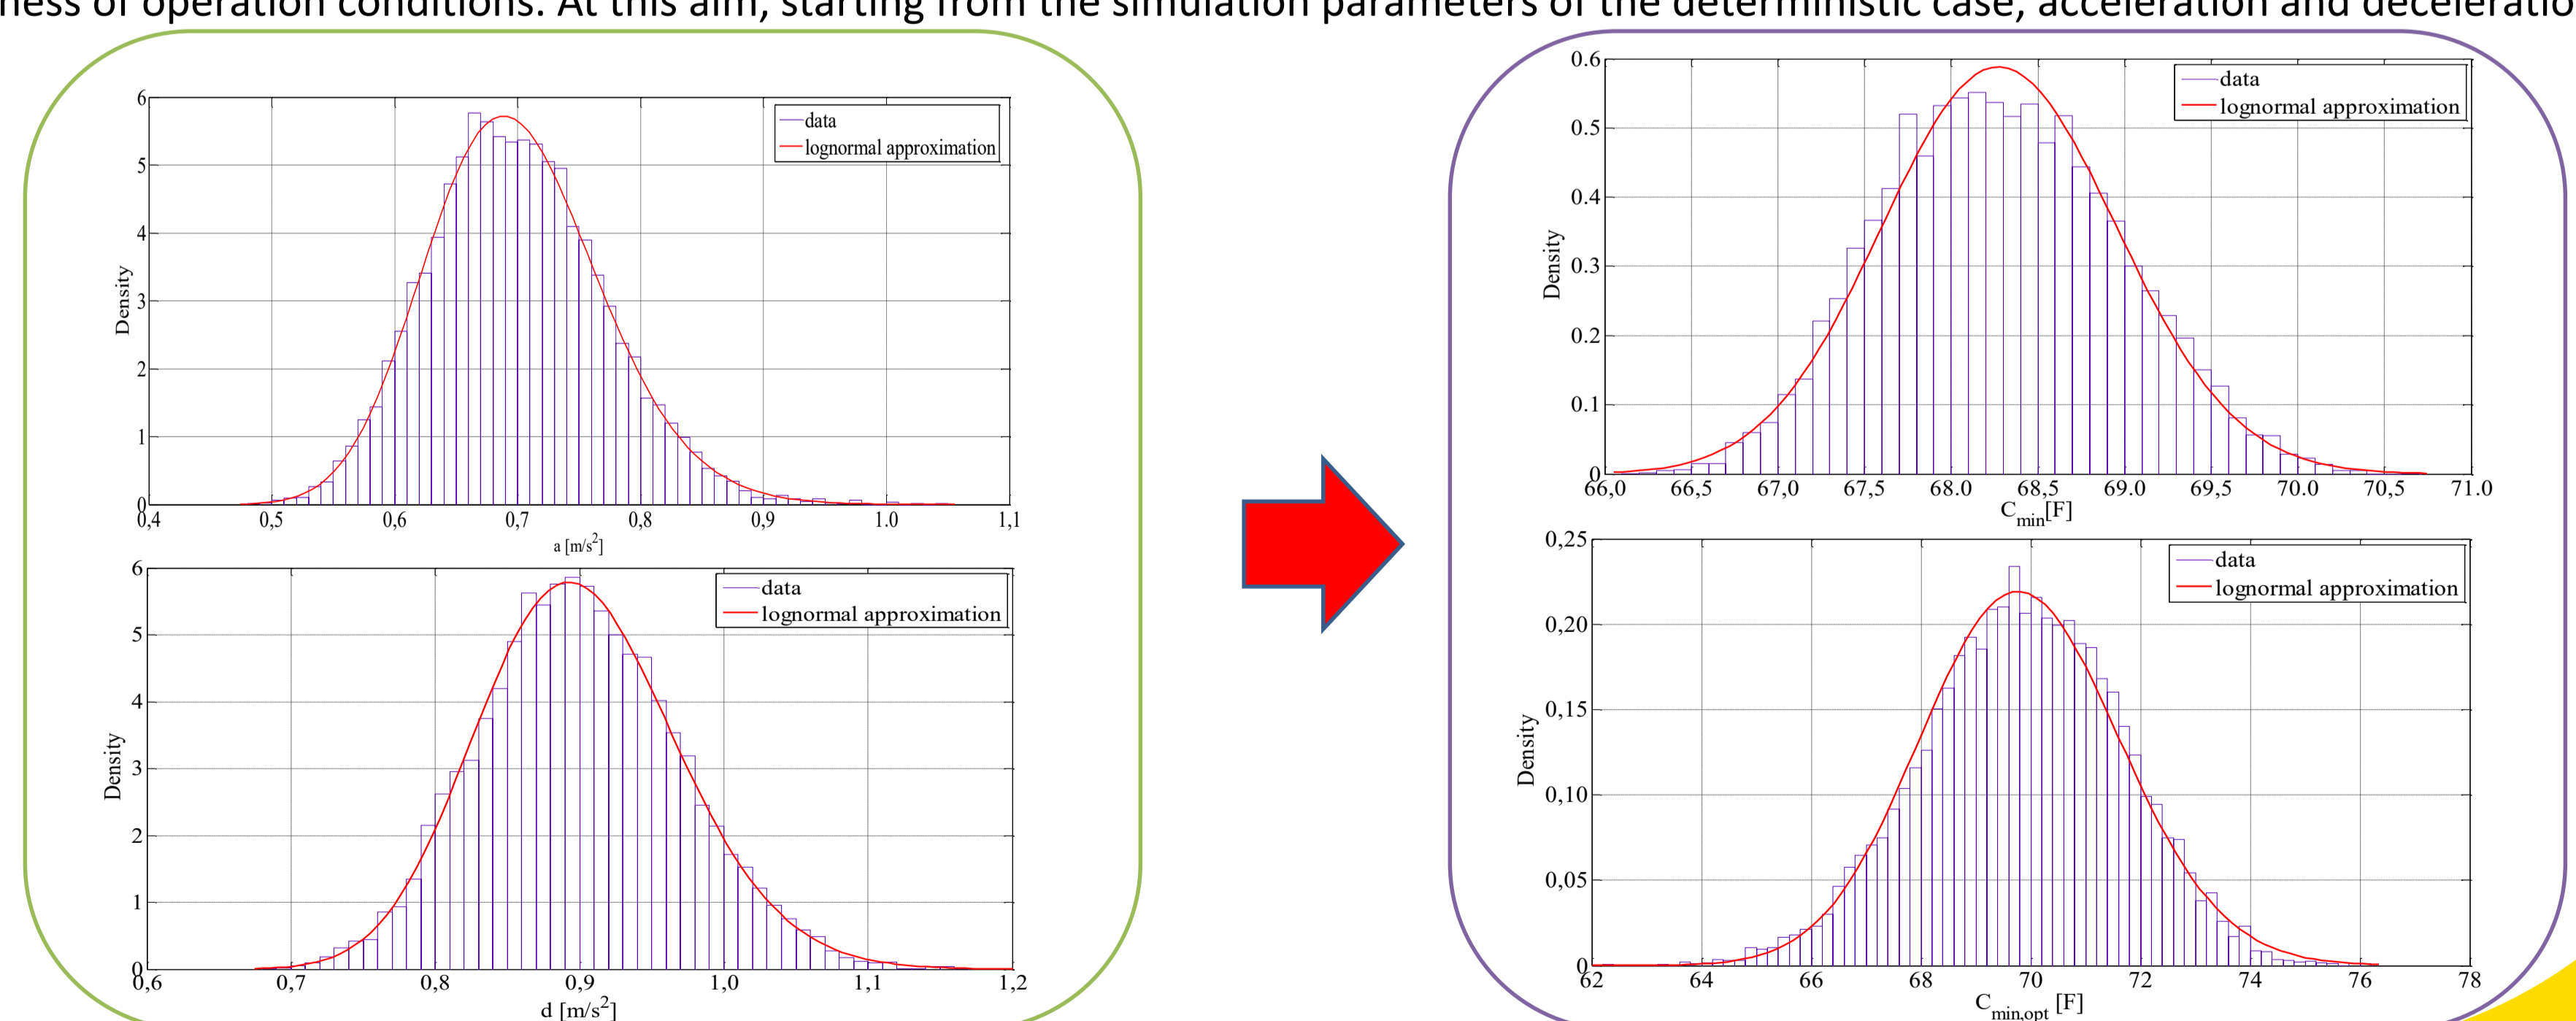 ness of operation conditions. At this aim, starting from the simulation parameters of the deterministic case, acceleration and deceleratio
6
5
4
3
2
1
0
Density
data
lognormal approximation
0,4 0,5 0,6 0,7 0,8 0,9 1.0 1,1
a [m/s2]
6
5
4
3
2
1
0
Density
data
lognormal approximation
0,6 0,7 0,8 0,9 1,0 1,1 1,2
d [m/s2]
0.6
0.5
0.4
0.3
0.2
0.1
0
Density
data
lognormal approximation
66,0 66,5 67,0 67,5 68.0 68,5 69.0 69,5 70.0 70,5 71.0
Cmin[F]
0,25
0,20
0,15
0,10
0,05
0
Density
data
lognormal approximation
62 64 66 68 70 72 74 76 78
Cmin,opt [F]